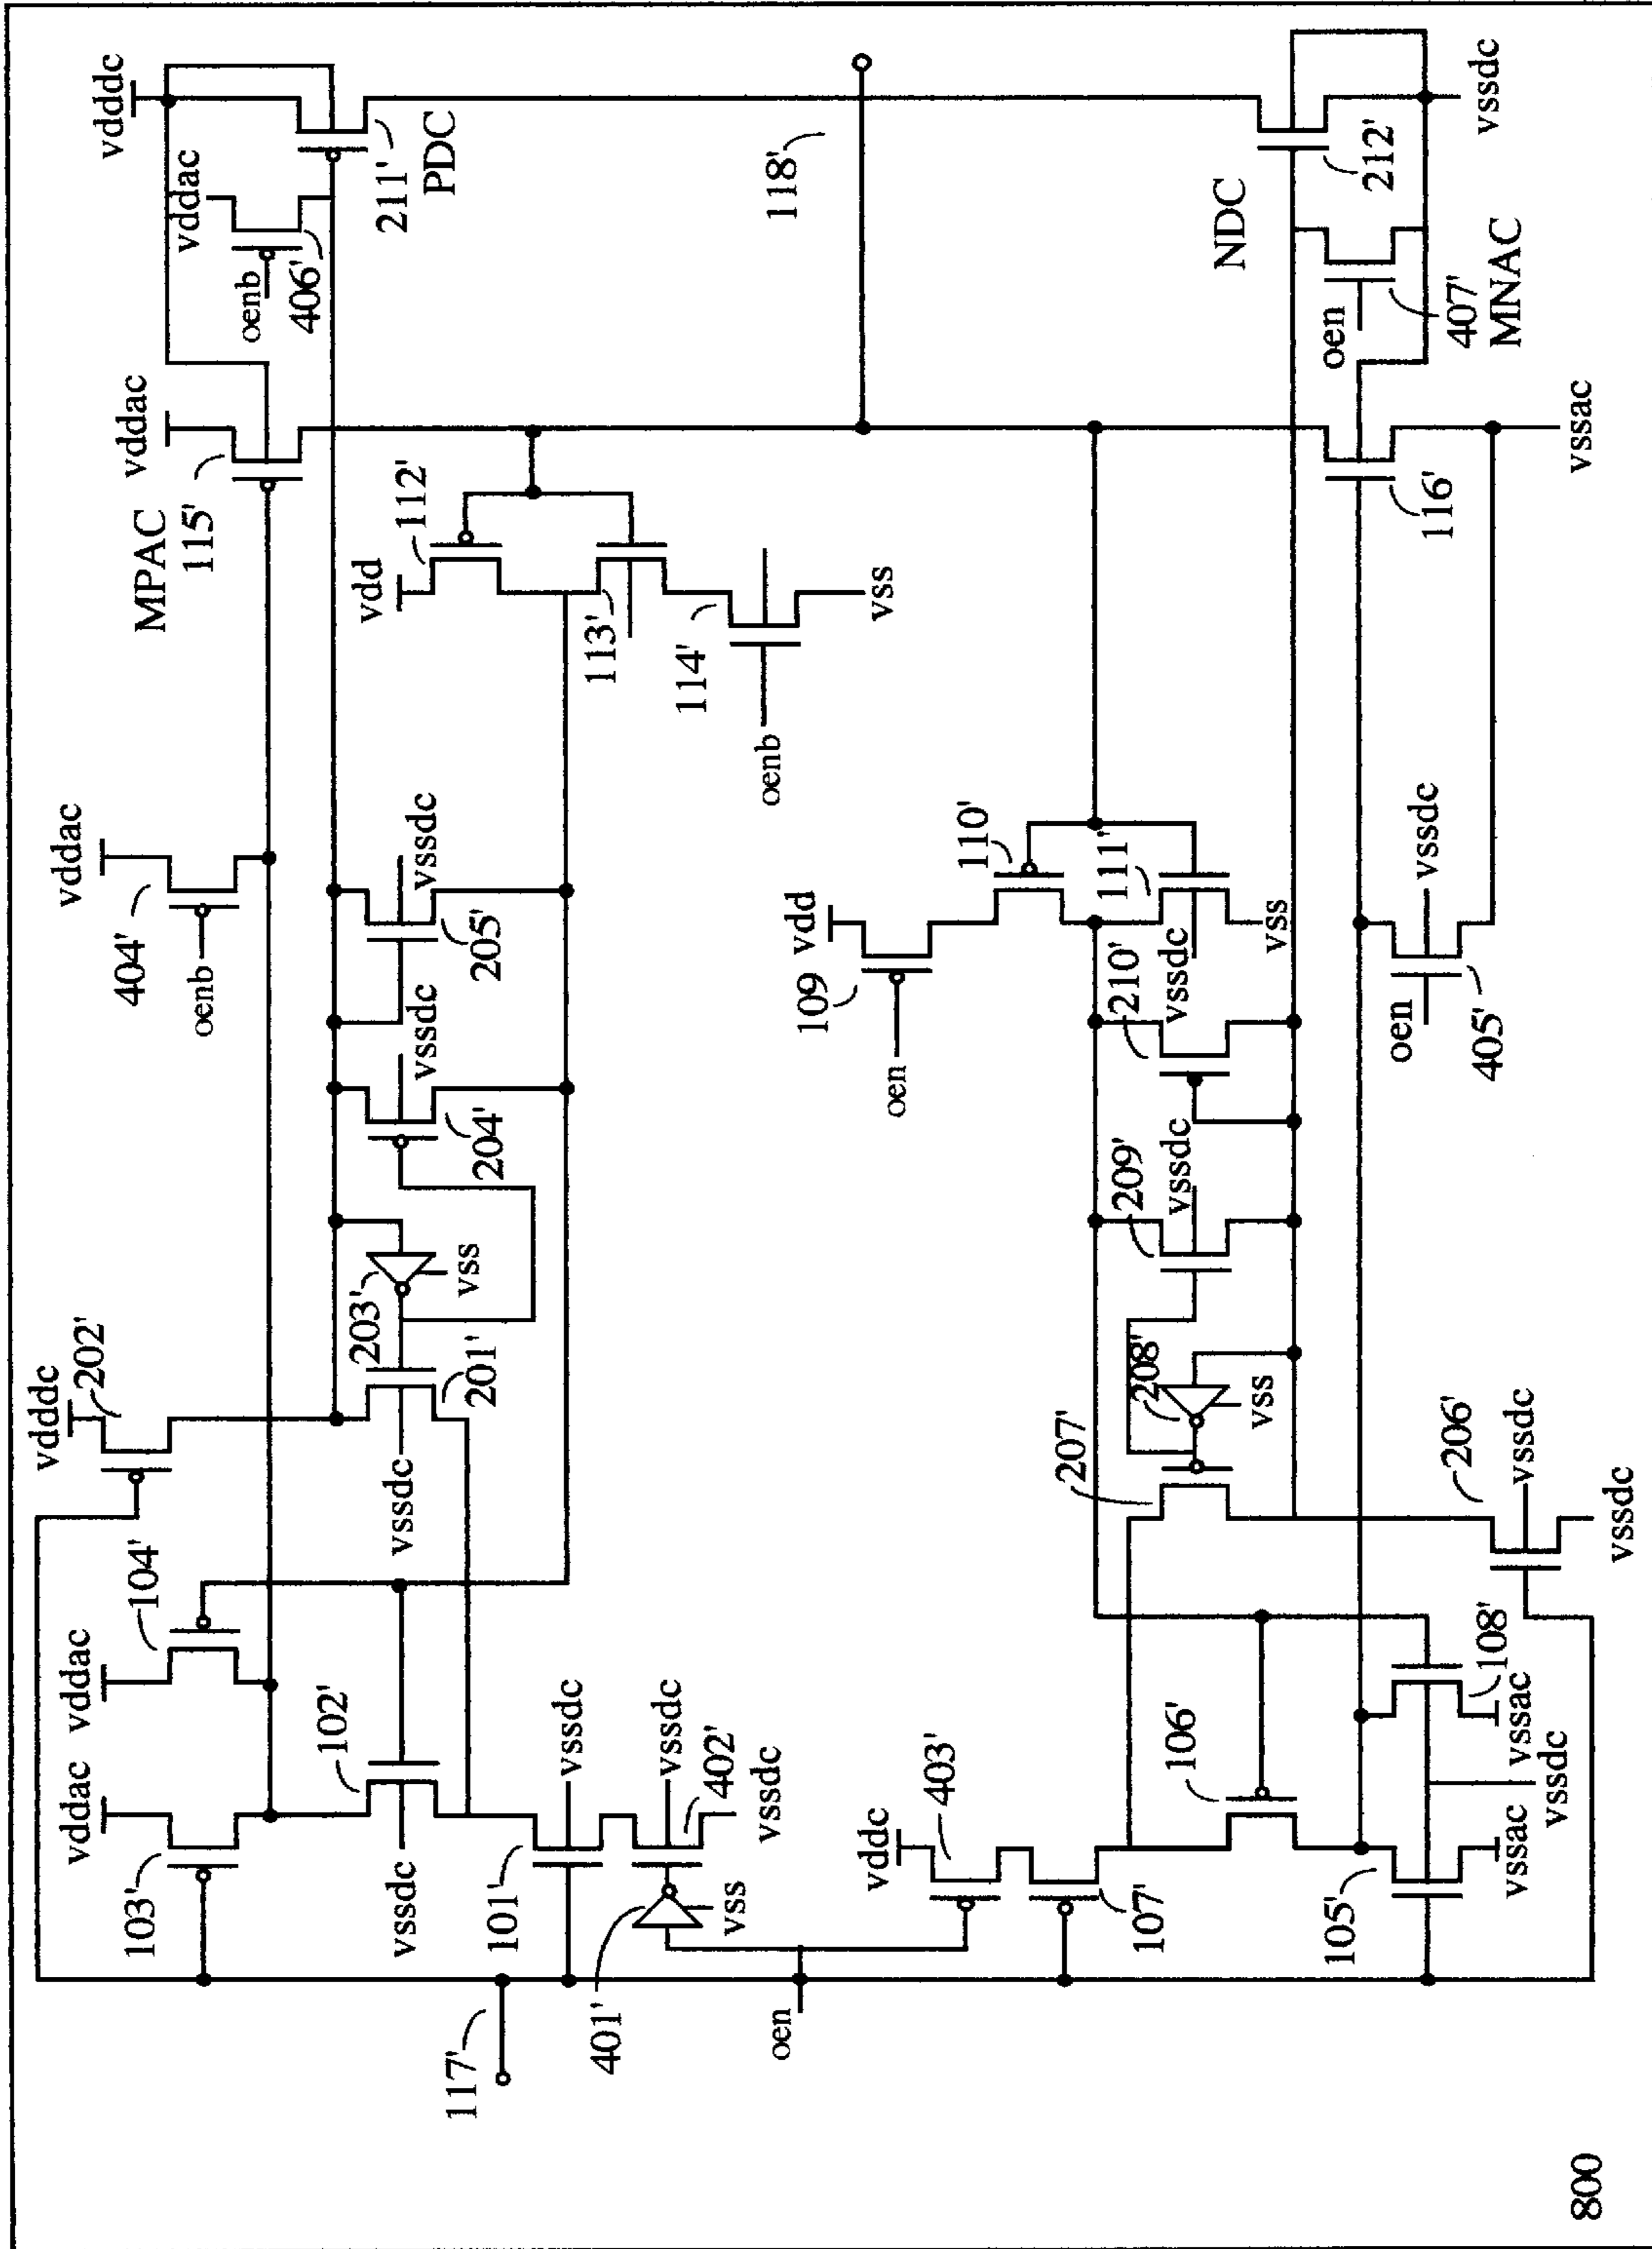 vdddc
vddac
oenb
406'
211'
PDC
118'
NDC
212'
vssdc
oen
407'
MNAC
vddac
MPAC
115'
112'
vdd
113'
114'
vss
oenb
116'
vssac
vddac
404'
oenb
vssdc
205'
vssdc
204'
203'
vss
201'
vssdc
vdddc
202'
vdd
109
oen
110'
111'
vss
210'
vssdc
209'
vssdc
208'
vss
207'
oen
405'
vssdc
206'
vssdc
vssdc
104'
vddac
vddac
103'
102'
vssdc
101'
vssdc
vssdc
402'
vssdc
401'
vss
117'
oen
vddc
403'
107'
106'
105'
108'
vssac
vssdc
vssac
800